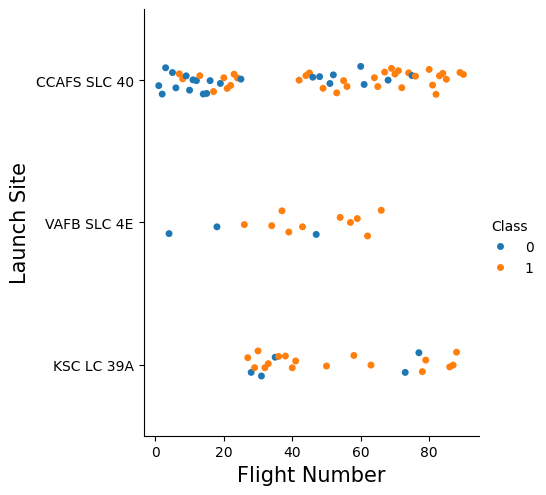 CCAFS SLC 40
VAFB SLC 4E
KSC LC 39A
Launch Site
0 20 40 60 80
Flight Number
Class
0
1